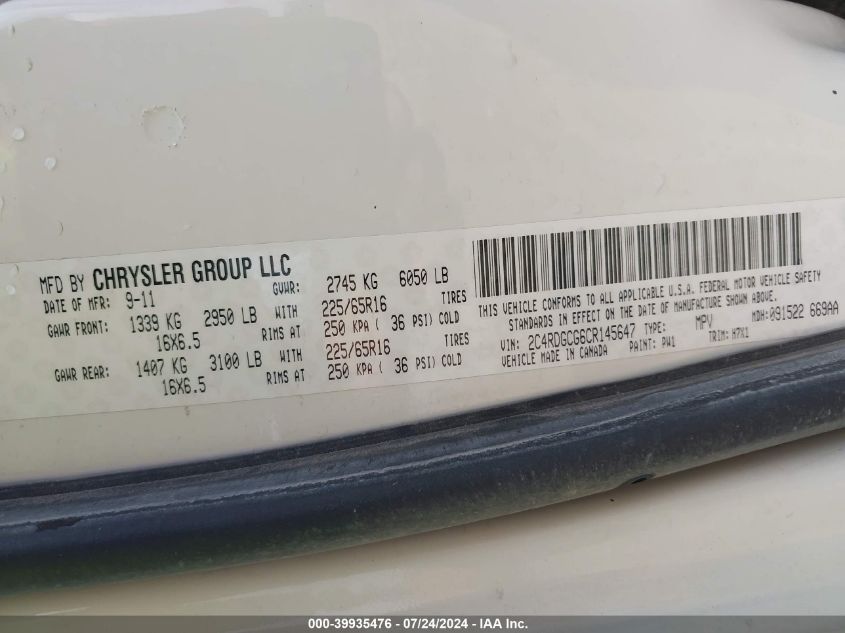 MFD BY CHRYSLER GROUP LLC
DATE OF MFR: 9-11 GVWR: 2745 KG 6050 LB
GAWR FRONT: 1339 KG 2950 LB WITH 225/65R16 TIRES
16X6.5 RIMS AT 250 KPA ( 36 PSI) COLD
GAWR REAR: 1407 KG 3100 LB WITH 225/65R16 TIRES
16X6.5 RIMS AT 250 KPA ( 36 PSI) COLD
THIS VEHICLE CONFORMS TO ALL APPLICABLE U.S.A. FEDERAL MOTOR VEHICLE SAFETY
STANDARDS IN EFFECT ON THE DATE OF MANUFACTURE SHOWN ABOVE.
VIN: 2C4RDGCG6CR145647 TYPE: MPV MDH: 091522 669AA
VEHICLE MADE IN CANADA PAINT: PW1 TRIM: H7X1
000-39935476 - 07/24/2024 - IAA Inc.